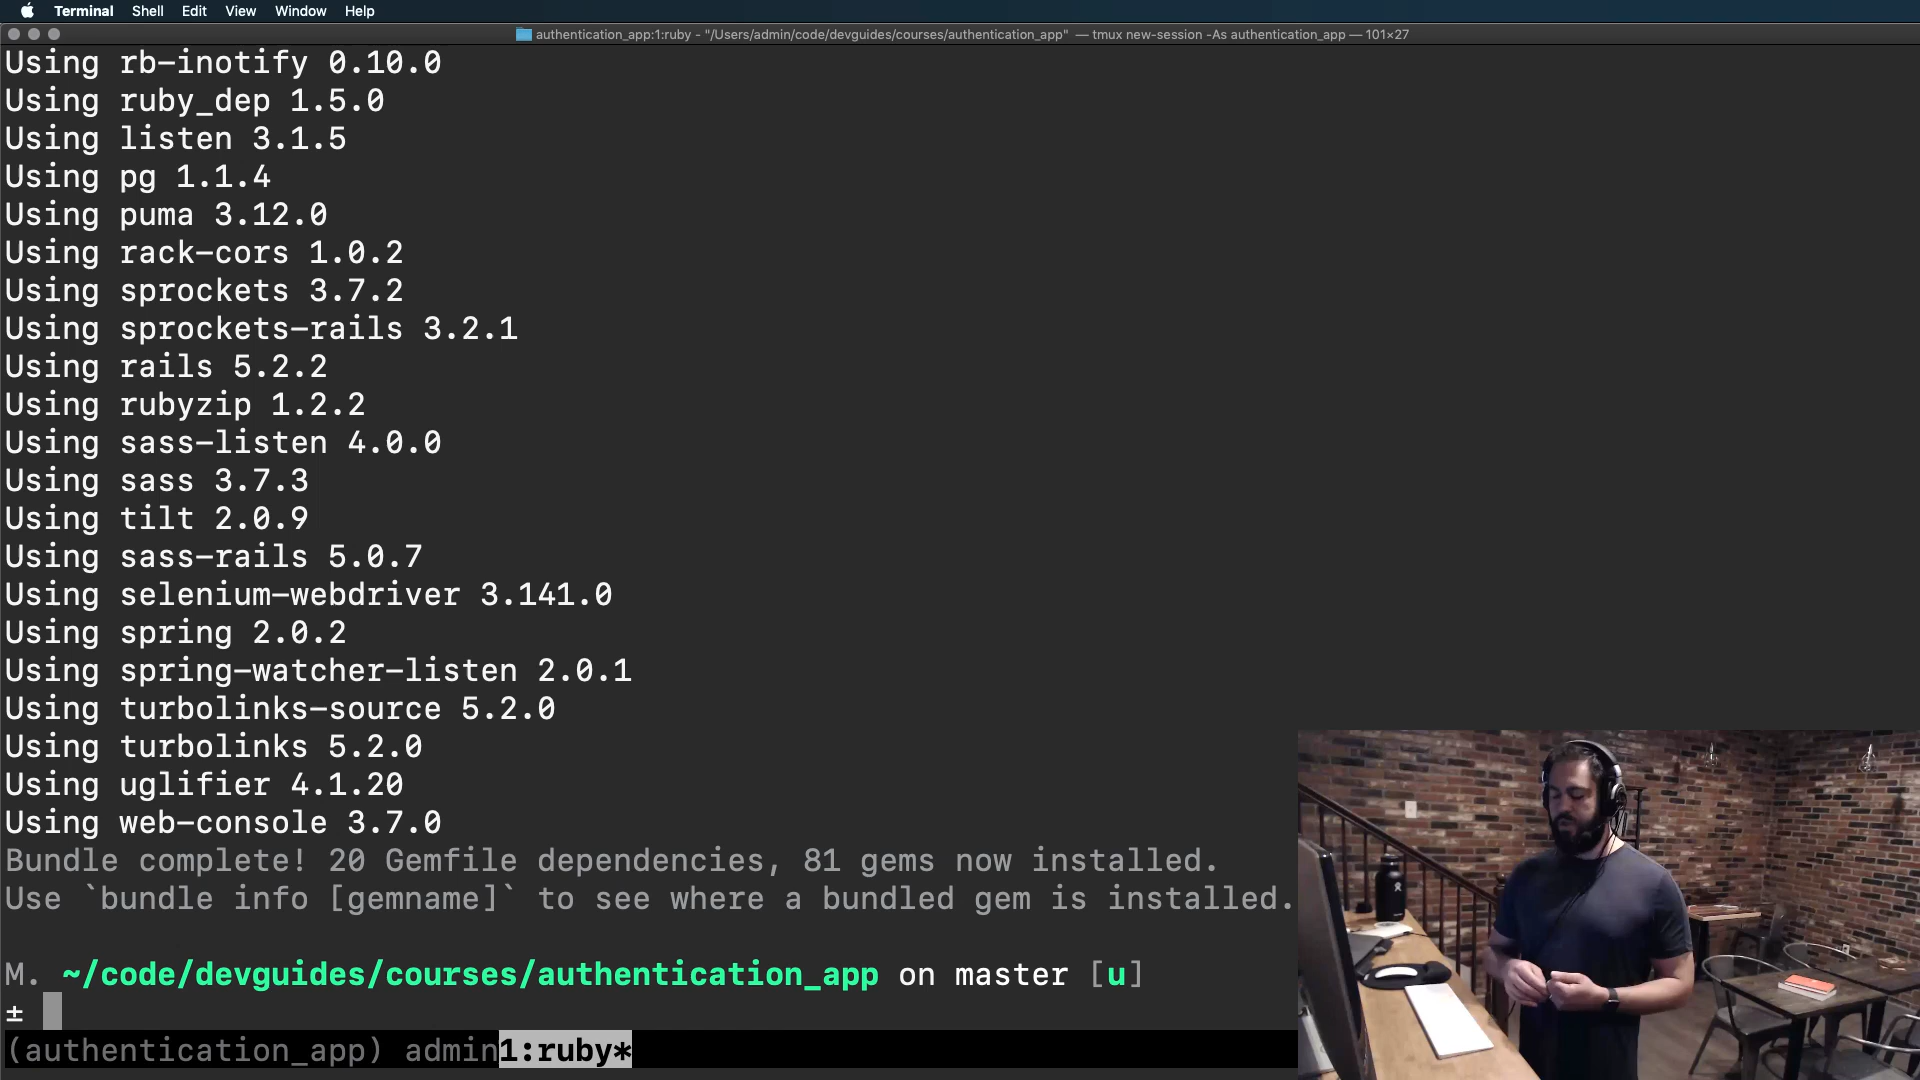 Terminal Shell Edit View Window Help
authentication_app:1:ruby - "/Users/admin/code/devguides/courses/authentication_app" — tmux new-session -As authentication_app — 101×27
Using rb-inotify 0.10.0
Using ruby_dep 1.5.0
Using listen 3.1.5
Using pg 1.1.4
Using puma 3.12.0
Using rack-cors 1.0.2
Using sprockets 3.7.2
Using sprockets-rails 3.2.1
Using rails 5.2.2
Using rubyzip 1.2.2
Using sass-listen 4.0.0
Using sass 3.7.3
Using tilt 2.0.9
Using sass-rails 5.0.7
Using selenium-webdriver 3.141.0
Using spring 2.0.2
Using spring-watcher-listen 2.0.1
Using turbolinks-source 5.2.0
Using turbolinks 5.2.0
Using uglifier 4.1.20
Using web-console 3.7.0
Bundle complete! 20 Gemfile dependencies, 81 gems now installed.
Use `bundle info [gemname]` to see where a bundled gem is installed.
M. ~/code/devguides/courses/authentication_app on master [u]
±
(authentication_app) admin1:ruby*